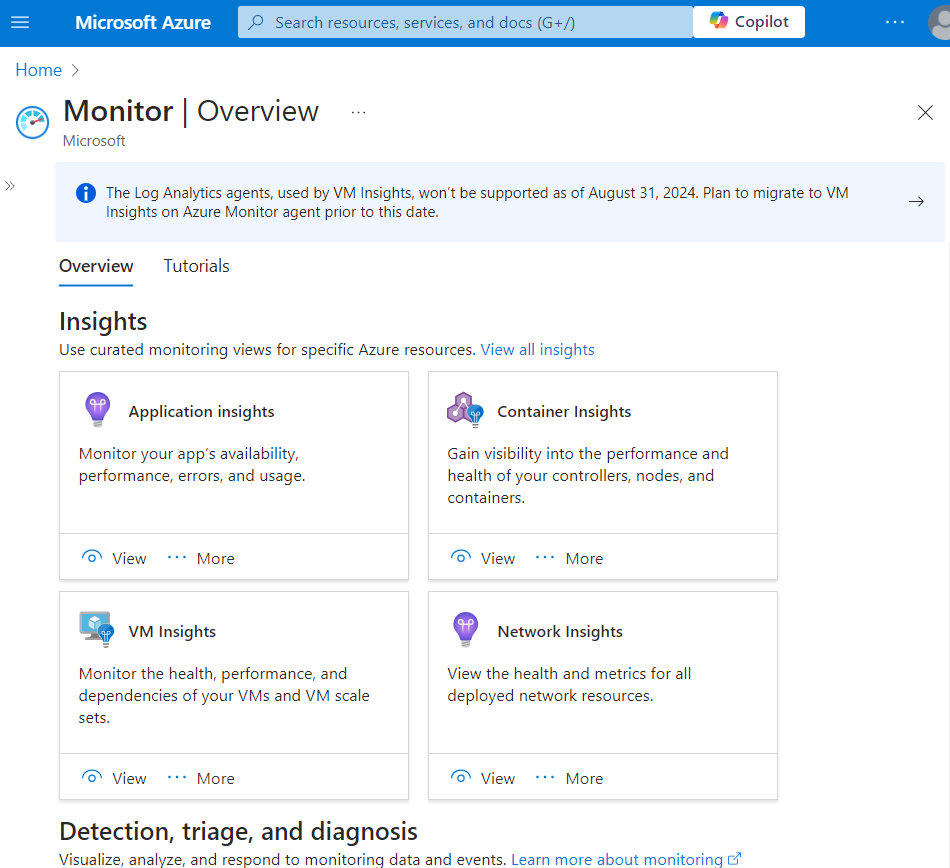 Microsoft Azure
Search resources, services, and docs (G+/)
Copilot
···
Home >
Monitor | Overview ···
Microsoft
»
The Log Analytics agents, used by VM Insights, won't be supported as of August 31, 2024. Plan to migrate to VM
Insights on Azure Monitor agent prior to this date.
→
Overview Tutorials
Insights
Use curated monitoring views for specific Azure resources. View all insights
Application insights
Monitor your app's availability,
performance, errors, and usage.
View ··· More
Container Insights
Gain visibility into the performance and
health of your controllers, nodes, and
containers.
View ··· More
VM Insights
Monitor the health, performance, and
dependencies of your VMs and VM scale
sets.
View ··· More
Network Insights
View the health and metrics for all
deployed network resources.
View ··· More
Detection, triage, and diagnosis
Visualize, analyze, and respond to monitoring data and events. Learn more about monitoring